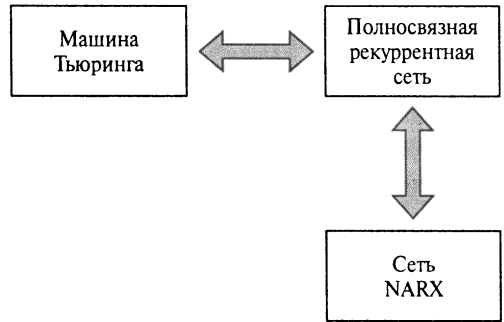 Машина
Тьюринга
Полносвязная
рекуррентная
сеть
Сеть
NARX